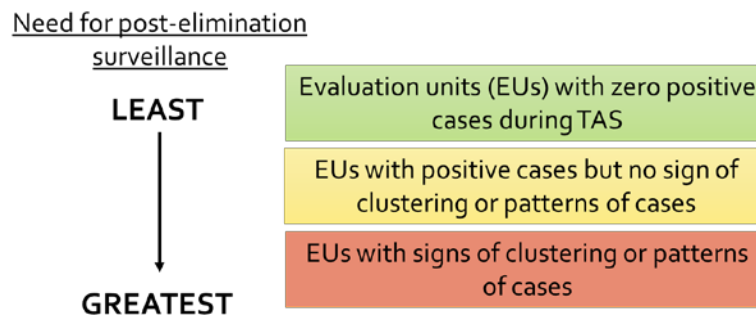 Need for post-elimination
surveillance
LEAST
GREATEST
Evaluation units (EUs) with zero positive
cases during TAS
EUs with positive cases but no sign of
clustering or patterns of cases
EUs with signs of clustering or patterns
of cases